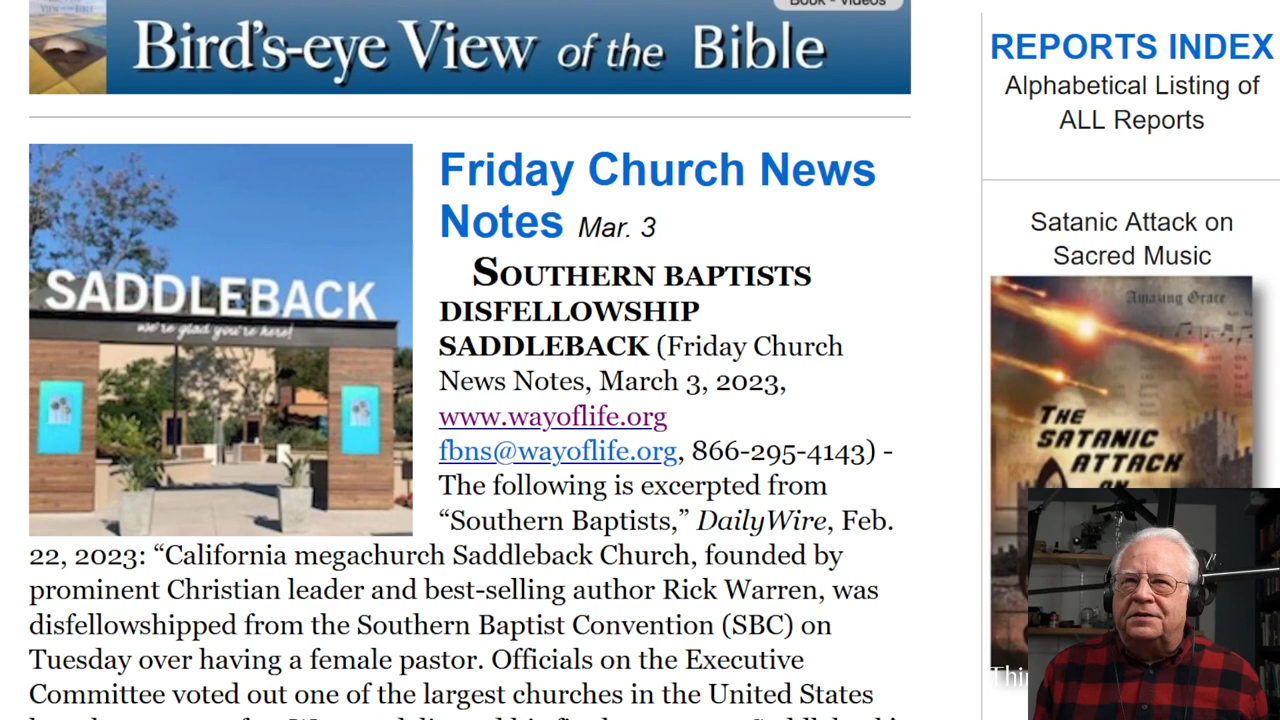 Book - Videos
Bird's-eye View of the Bible
REPORTS INDEX
Alphabetical Listing of
ALL Reports
SADDLEBACK
we're glad you're here!
Friday Church News
Notes Mar. 3
SOUTHERN BAPTISTS
DISFELLOWSHIP
SADDLEBACK (Friday Church
News Notes, March 3, 2023,
www.wayoflife.org
fbns@wayoflife.org, 866-295-4143) -
The following is excerpted from
“Southern Baptists,” DailyWire, Feb.
22, 2023: “California megachurch Saddleback Church, founded by
prominent Christian leader and best-selling author Rick Warren, was
disfellowshipped from the Southern Baptist Convention (SBC) on
Tuesday over having a female pastor. Officials on the Executive
Committee voted out one of the largest churches in the United States
Satanic Attack on
Sacred Music
Amazing Grace
THE
SATANIC
ATTACK
ON